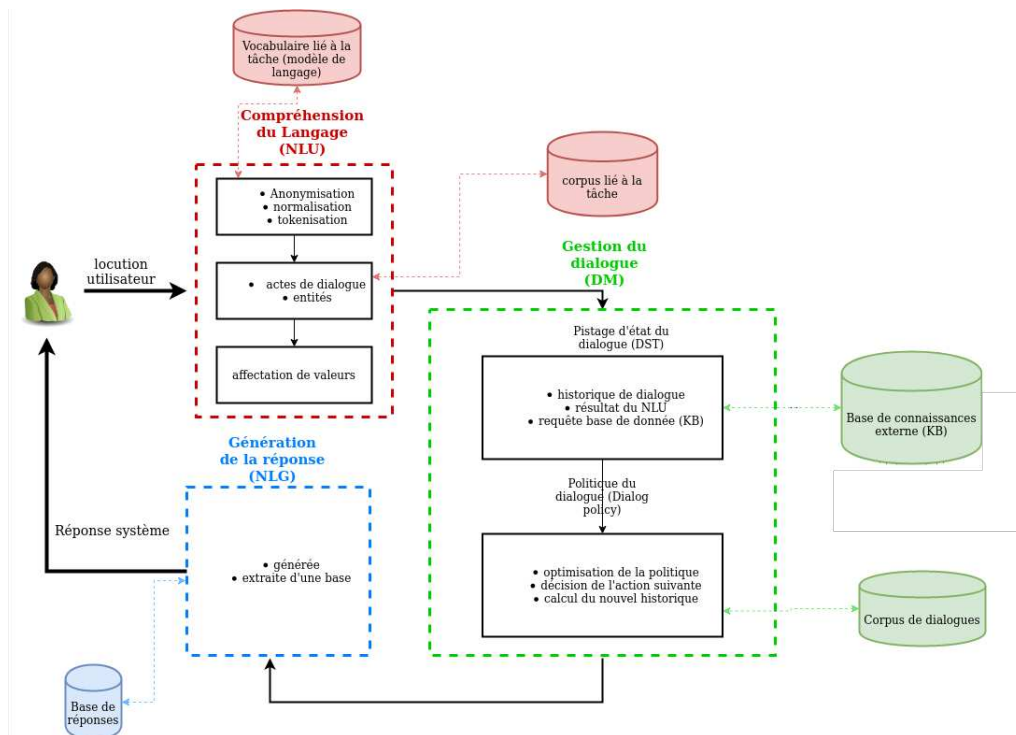 Vocabulaire lié à la
tâche (modèle de
langage)
Compréhension
du Langage
(NLU)
• Anonymisation
• normalisation
• tokenisation
corpus lié à la
tâche
locution
utilisateur
• actes de dialogue
• entités
affectation de valeurs
Gestion du
dialogue
(DM)
Pistage d'état du
dialogue (DST)
• historique de dialogue
• résultat du NLU
• requête base de donnée (KB)
Base de connaissances
externe (KB)
Politique du
dialogue (Dialog
policy)
• optimisation de la politique
• décision de l'action suivante
• calcul du nouvel historique
Corpus de dialogues
Génération
de la réponse
(NLG)
• générée
• extraite d'une base
Réponse système
Base de
réponses